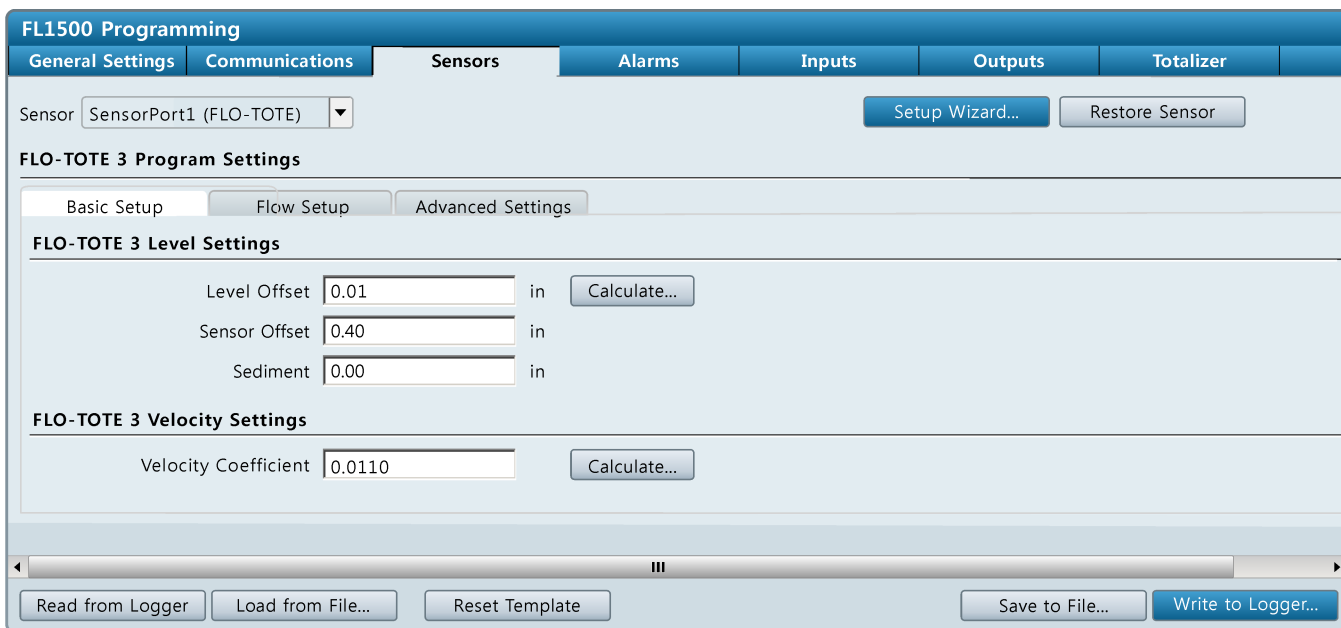 FL1500 Programming
General Settings Communications Sensors Alarms Inputs Outputs Totalizer
Sensor SensorPort1 (FLO-TOTE) Setup Wizard... Restore Sensor
FLO-TOTE 3 Program Settings
Basic Setup Flow Setup Advanced Settings
FLO-TOTE 3 Level Settings
Level Offset 0.01 in Calculate...
Sensor Offset 0.40 in
Sediment 0.00 in
FLO-TOTE 3 Velocity Settings
Velocity Coefficient 0.0110 Calculate...
Read from Logger Load from File... Reset Template Save to File... Write to Logger...